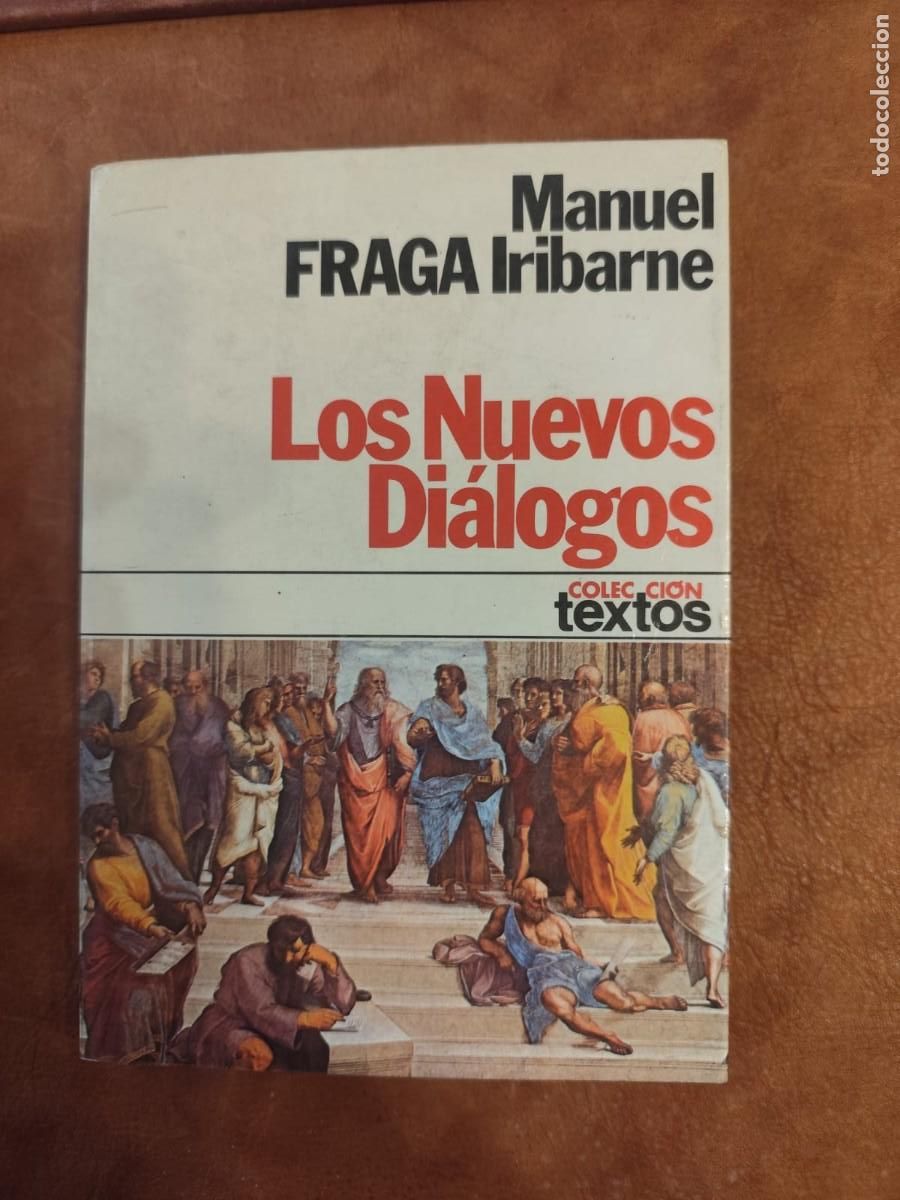 Manuel
FRAGA Iribarne
Los Nuevos
Diálogos
COLECCIÓN
textos
todocoleccion